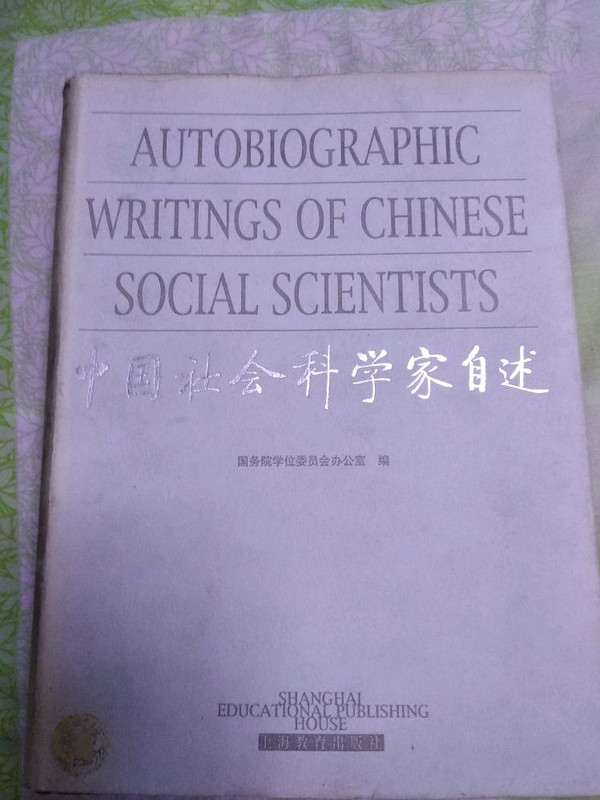 AUTOBIOGRAPHIC
WRITINGS OF CHINESE
SOCIAL SCIENTISTS
中国社会科学家自述
国务院学位委员会办公室 编
SHANGHAI
EDUCATIONAL PUBLISHING
HOUSE
上海教育出版社